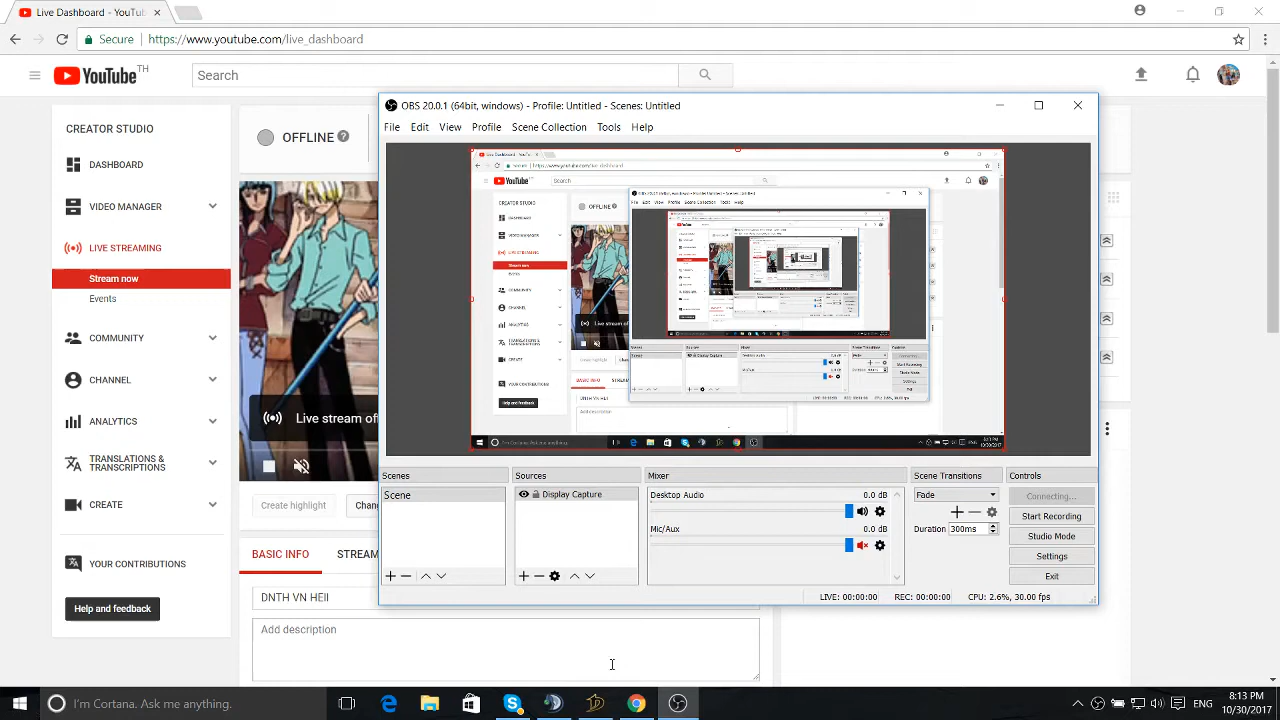 Live Dashboard - YouTube
Secure https://www.youtube.com/live_dashboard
YouTube TH
Search
CREATOR STUDIO
DASHBOARD
VIDEO MANAGER
LIVE STREAMING
Stream now
Events
COMMUNITY
CHANNEL
ANALYTICS
TRANSLATIONS &
TRANSCRIPTIONS
CREATE
YOUR CONTRIBUTIONS
Help and feedback
OFFLINE ?
Live stream of
Create highlight
BASIC INFO
STREAM
Add description
OBS 20.0.1 (64bit, windows) - Profile: Untitled - Scenes: Untitled
File Edit View Profile Scene Collection Tools Help
Scenes Sources Mixer Scene Transitions Controls
Scene
Display Capture
Desktop Audio 0.0 dB
Mic/Aux 0.0 dB
Fade
Duration 300ms
Connecting...
Start Recording
Studio Mode
Settings
Exit
LIVE: 00:00:00 REC: 00:00:00 CPU: 2.6%, 30.00 fps
I'm Cortana. Ask me anything.
ENG
8:13 PM
10/30/2017